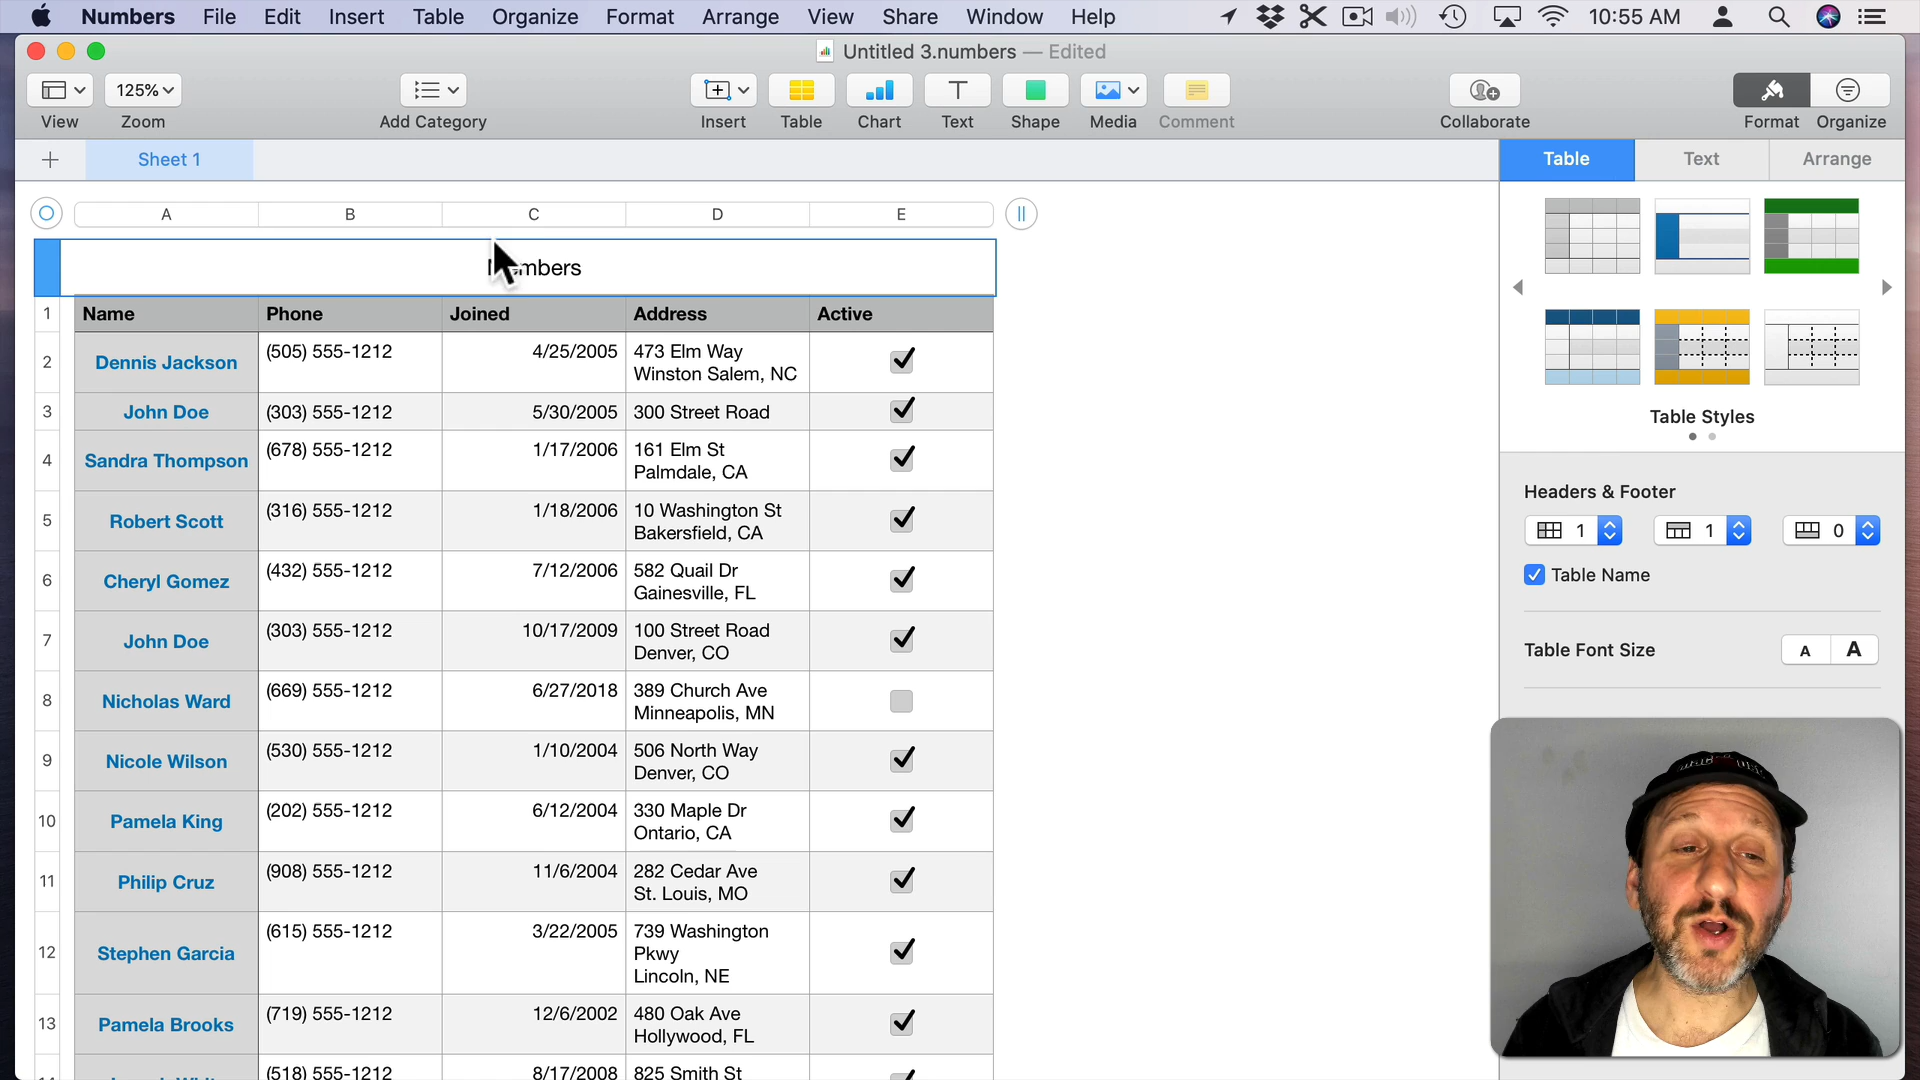 Numbers File Edit Insert Table Organize Format Arrange View Share Window Help 10:55 AM
Untitled 3.numbers — Edited
125%
View Zoom Add Category Insert Table Chart Text Shape Media Comment Collaborate Format Organize
Sheet 1
Table Text Arrange
A B C D E
1 Name Phone Joined Address Active
2 Dennis Jackson (505) 555-1212 4/25/2005 473 Elm Way
Winston Salem, NC
3 John Doe (303) 555-1212 5/30/2005 300 Street Road
4 Sandra Thompson (678) 555-1212 1/17/2006 161 Elm St
Palmdale, CA
5 Robert Scott (316) 555-1212 1/18/2006 10 Washington St
Bakersfield, CA
6 Cheryl Gomez (432) 555-1212 7/12/2006 582 Quail Dr
Gainesville, FL
7 John Doe (303) 555-1212 10/17/2009 100 Street Road
Denver, CO
8 Nicholas Ward (669) 555-1212 6/27/2018 389 Church Ave
Minneapolis, MN
9 Nicole Wilson (530) 555-1212 1/10/2004 506 North Way
Denver, CO
10 Pamela King (202) 555-1212 6/12/2004 330 Maple Dr
Ontario, CA
11 Philip Cruz (908) 555-1212 11/6/2004 282 Cedar Ave
St. Louis, MO
12 Stephen Garcia (615) 555-1212 3/22/2005 739 Washington
Pkwy
Lincoln, NE
13 Pamela Brooks (719) 555-1212 12/6/2002 480 Oak Ave
Hollywood, FL
(518) 555-1212 8/17/2008 825 Smith St
Table Styles
Headers & Footer
1 1 0
Table Name
Table Font Size A A